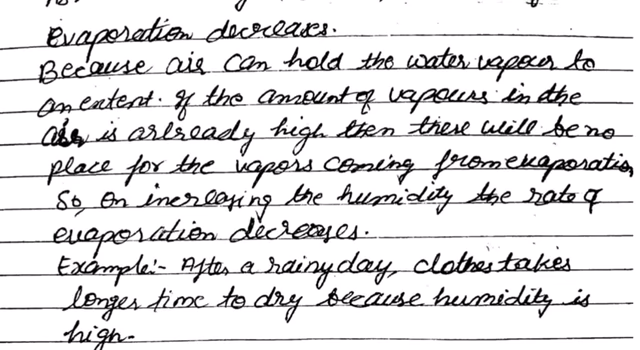 evaporation decreases.
Because air can hold the water vapour to
an extent. If the amount of vapours in the
air is arlready high then there will be no
place for the vapors coming from evaporation
So, on increasing the humidity the rate of
evaporation decreases.
Example:- After a rainy day, clothes takes
longer time to dry because humidity is
high.